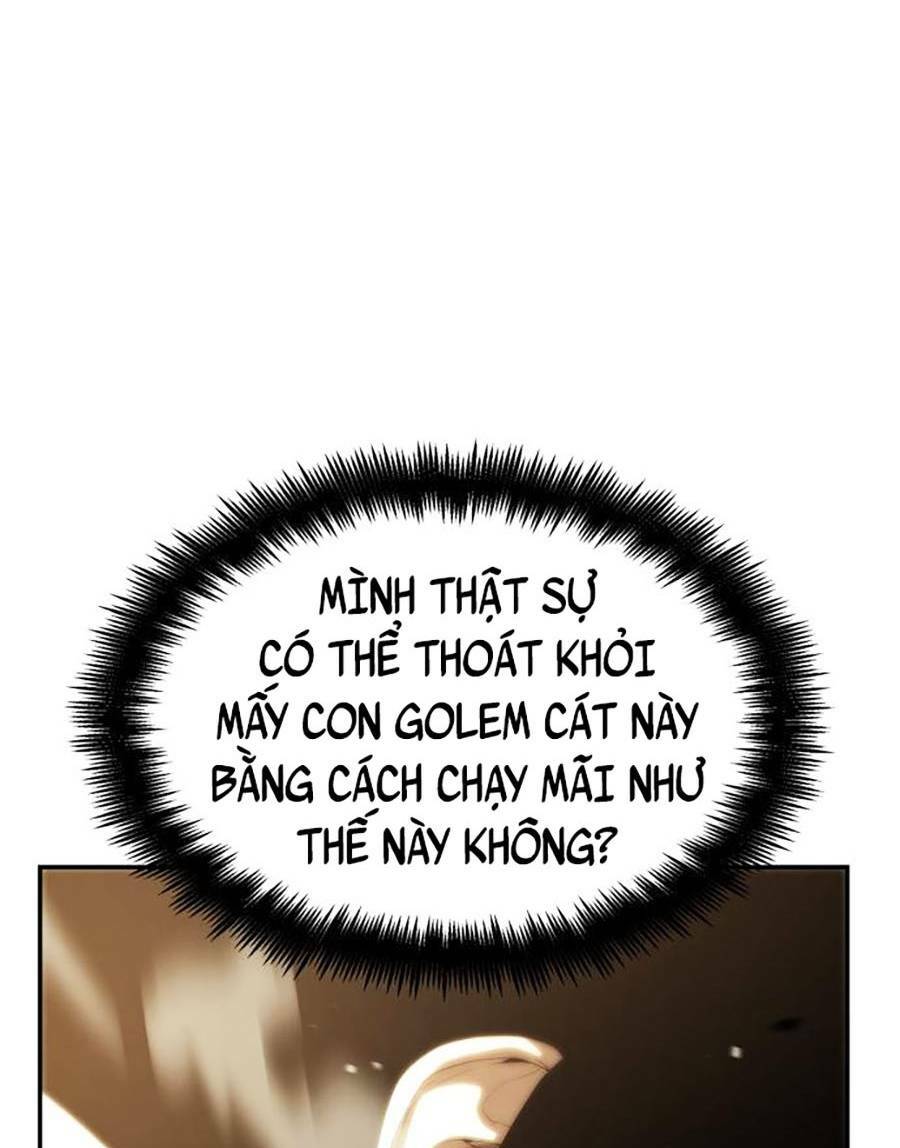 MÌNH THẬT SỰ
CÓ THỂ THOÁT KHỎI
MẤY CON GOLEM CÁT NÀY
BẰNG CÁCH CHẠY MÃI NHƯ
THẾ NÀY KHÔNG?